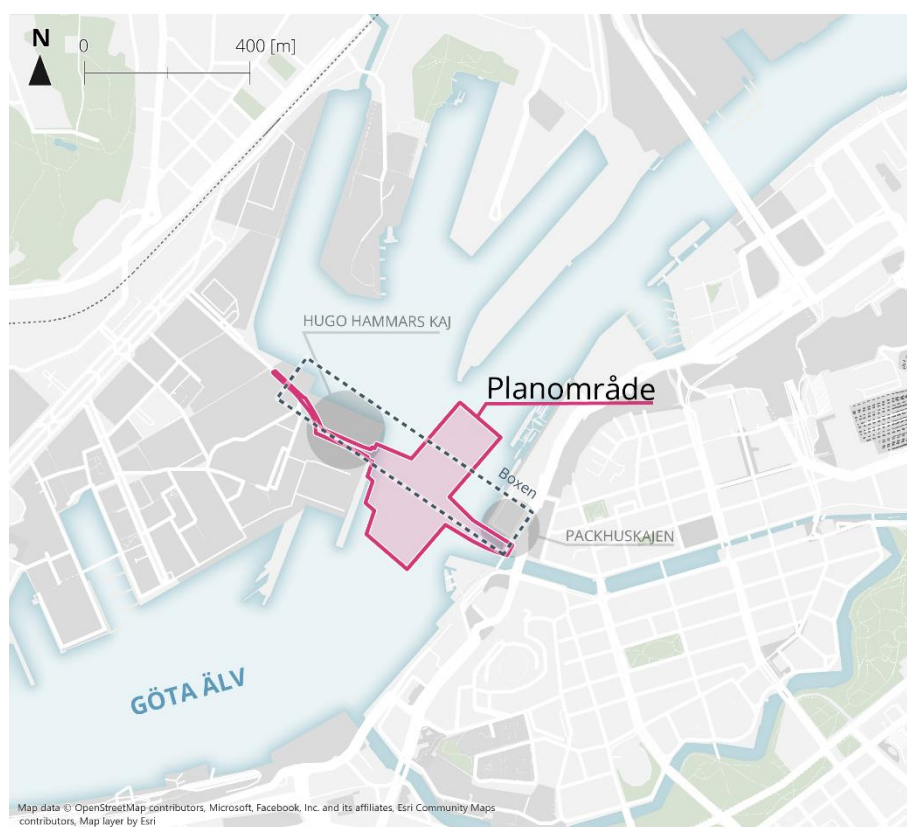 N
0 400 [m]
HUGO HAMMARS KAJ
Planområde
Boxen
PACKHUSKAJEN
GÖTA ÄLV
Map data © OpenStreetMap contributors, Microsoft, Facebook, Inc. and its affiliates, Esri Community Maps
contributors, Map layer by Esri